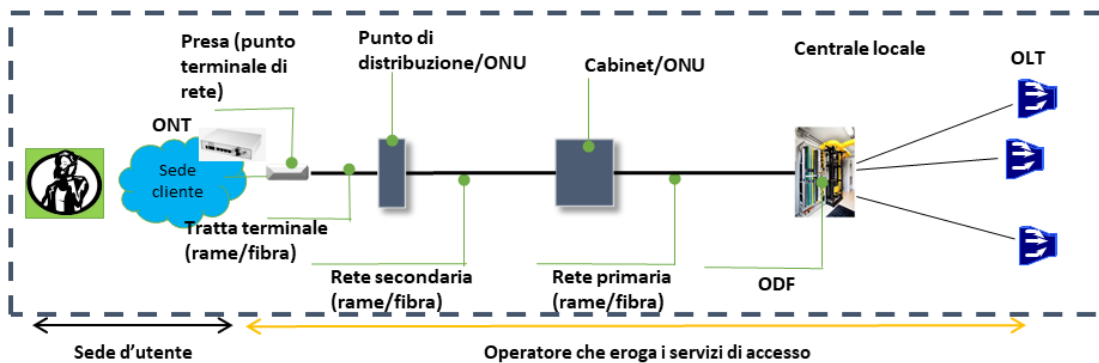 Presa (punto
terminale di
rete)
Punto di
distribuzione/ONU
Cabinet/ONU
Centrale locale
OLT
ONT
Sede
cliente
Tratta terminale
(rame/fibra)
Rete secondaria
(rame/fibra)
Rete primaria
(rame/fibra)
ODF
Sede d’utente
Operatore che eroga i servizi di accesso